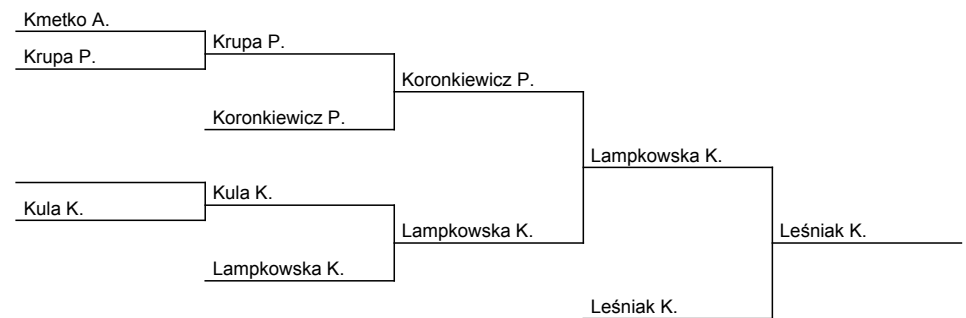 Kmetko A.
Krupa P.
Krupa P.
Koronkiewicz P.
Koronkiewicz P.
Lampkowska K.
Kula K.
Kula K.
Lampkowska K.
Leśniak K.
Lampkowska K.
Leśniak K.